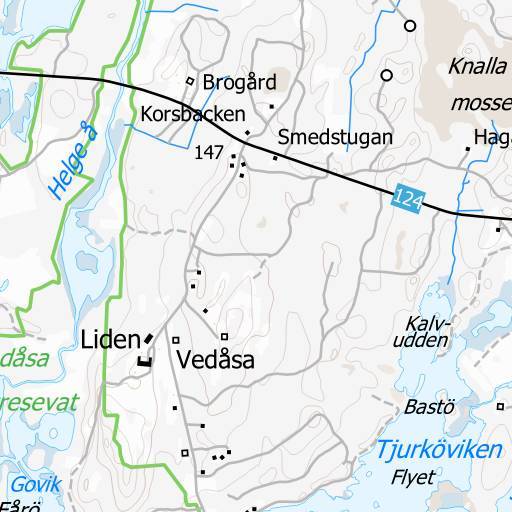 Knalla
mosse
Brogård
Korsbacken
Smedstugan
Haga
147
Helge å
124
Kalv-
udden
Liden
Vedåsa
dåsa
resevat
Bastö
Tjurköviken
Flyet
Govik
Fårö